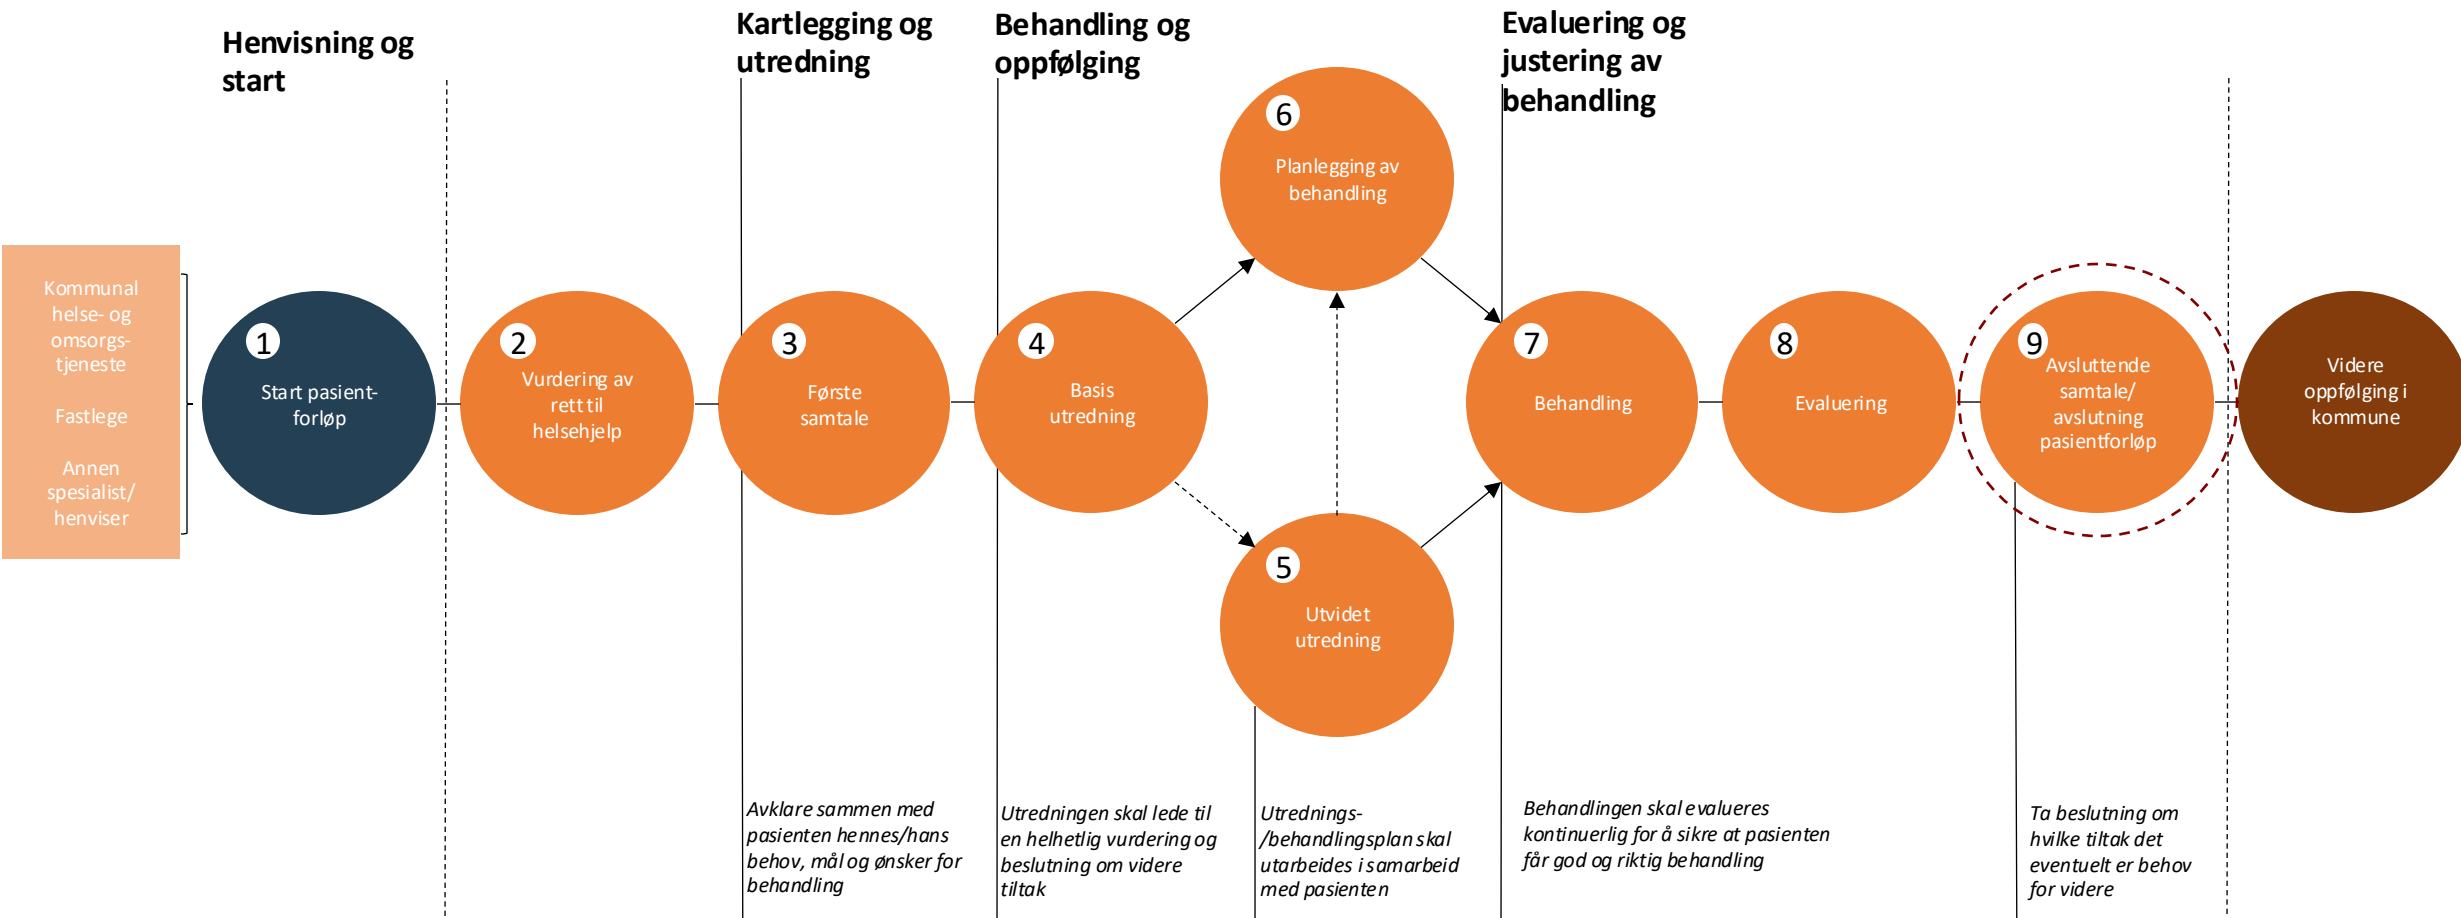 Henvisning og
start
Kartlegging og
utredning
Behandling og
oppfølging
Evaluering og
justering av
behandling
Kommunal
helse- og
omsorgs-
tjeneste
Fastlege
Annen
spesialist/
henviser
1
Start pasient-
forløp
2
Vurdering av
rett til
helsehjelp
3
Første
samtale
4
Basis
utredning
5
Utvidet
utredning
6
Planlegging av
behandling
7
Behandling
8
Evaluering
9
Avsluttende
samtale/
avslutning
pasientforløp
Videre
oppfølging i
kommune
Avklare sammen med
pasienten hennes/hans
behov, mål og ønsker for
behandling
Utredningen skal lede til
en helhetlig vurdering og
beslutning om videre
tiltak
Utrednings-
/behandlingsplan skal
utarbeides i samarbeid
med pasienten
Behandlingen skal evalueres
kontinuerlig for å sikre at pasienten
får god og riktig behandling
Ta beslutning om
hvilke tiltak det
eventuelt er behov
for videre